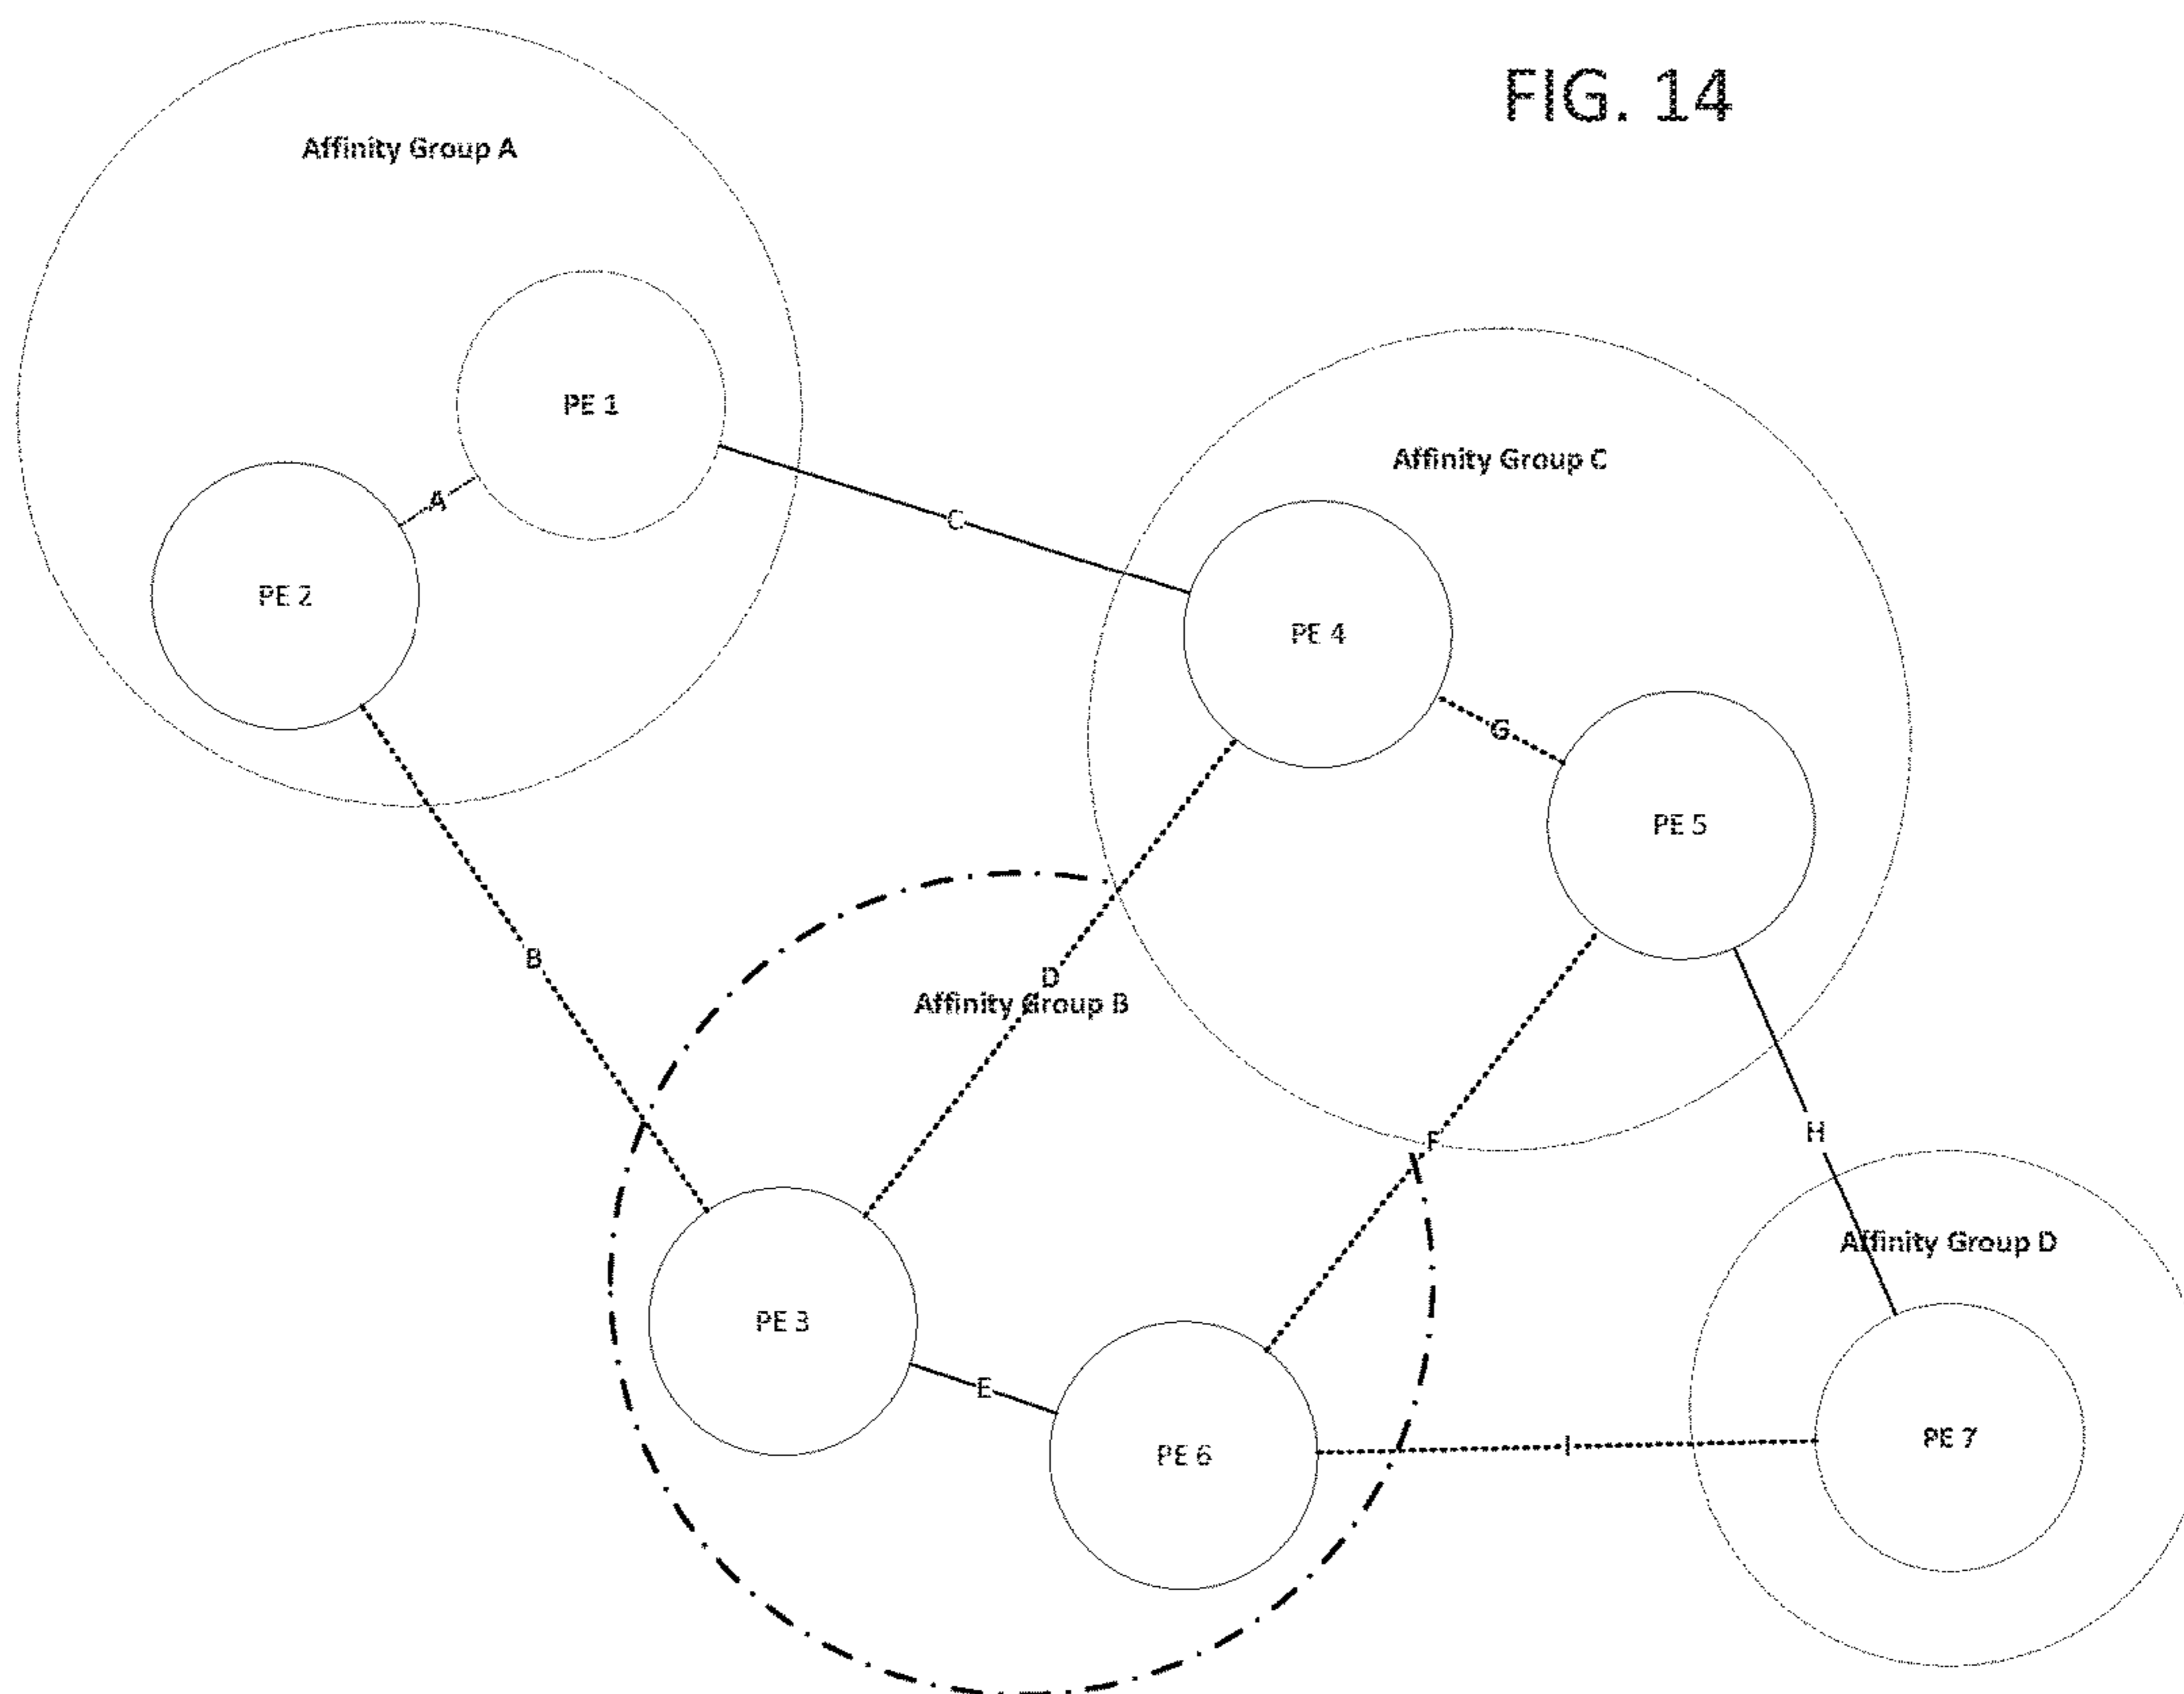 FIG. 14
Affinity Group A
PE 1
A
PE 2
C
Affinity Group C
PE 4
G
PE 5
B
D
Affinity Group B
F
H
Affinity Group D
PE 3
E
PE 6
I
PE 7